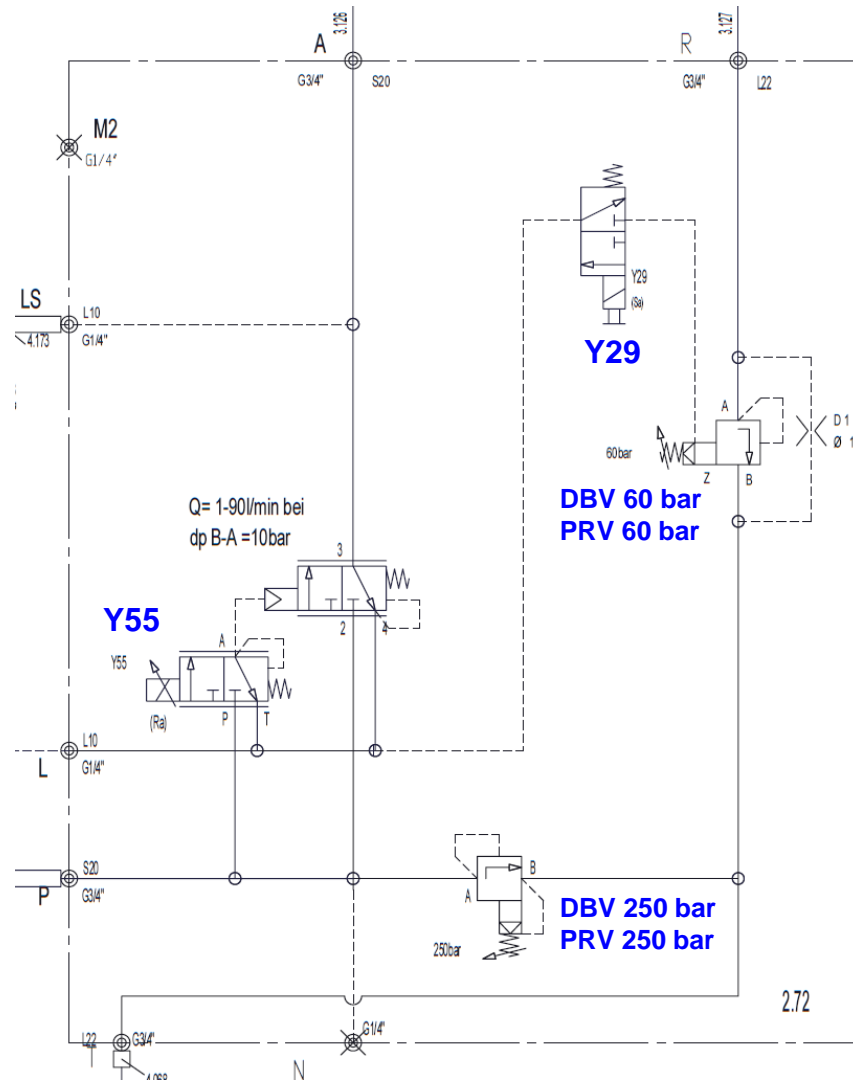 3.126
3.127
A
R
G3/4"
S20
G3/4"
L22
M2
G1/4"
Y29
(Sa)
LS
L10
4.173
G1/4"
Y29
A
D 1
Ø 1
60bar
Z
B
DBV 60 bar
PRV 60 bar
Q= 1-90l/min bei
dp B-A =10bar
3
2
4
Y55
A
Y55
(Ra)
P
T
L10
L
G1/4"
S20
P
G3/4"
B
A
DBV 250 bar
PRV 250 bar
250bar
2.72
L22
G3/4"
G1/4"
N
4.068